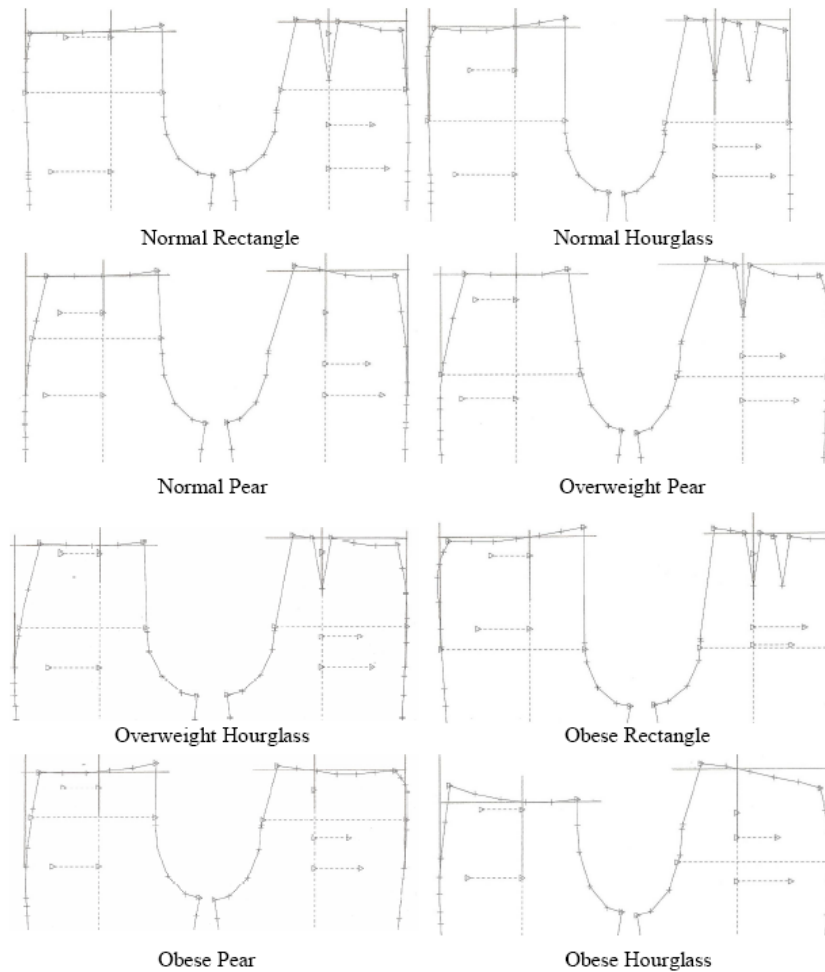 Normal Rectangle
Normal Hourglass
Normal Pear
Overweight Pear
Overweight Hourglass
Obese Rectangle
Obese Pear
Obese Hourglass